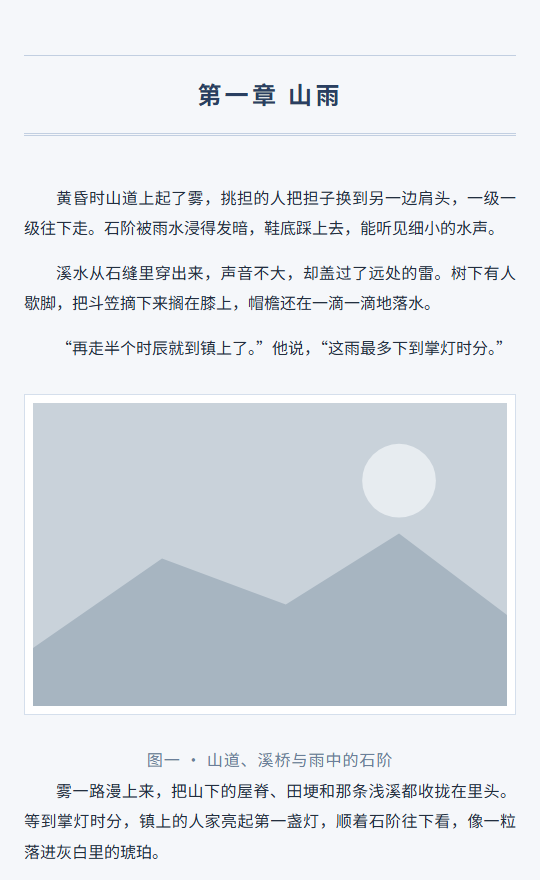 第一章 山雨
黄昏时山道上起了雾，挑担的人把担子换到另一边肩头，一级一
级往下走。石阶被雨水浸得发暗，鞋底踩上去，能听见细小的水声。
溪水从石缝里穿出来，声音不大，却盖过了远处的雷。树下有人
歇脚，把斗笠摘下来搁在膝上，帽檐还在一滴一滴地落水。
“再走半个时辰就到镇上了。”他说，“这雨最多下到掌灯时分。”
图一 · 山道、溪桥与雨中的石阶
雾一路漫上来，把山下的屋脊、田埂和那条浅溪都收拢在里头。
等到掌灯时分，镇上的人家亮起第一盏灯，顺着石阶往下看，像一粒
落进灰白里的琥珀。